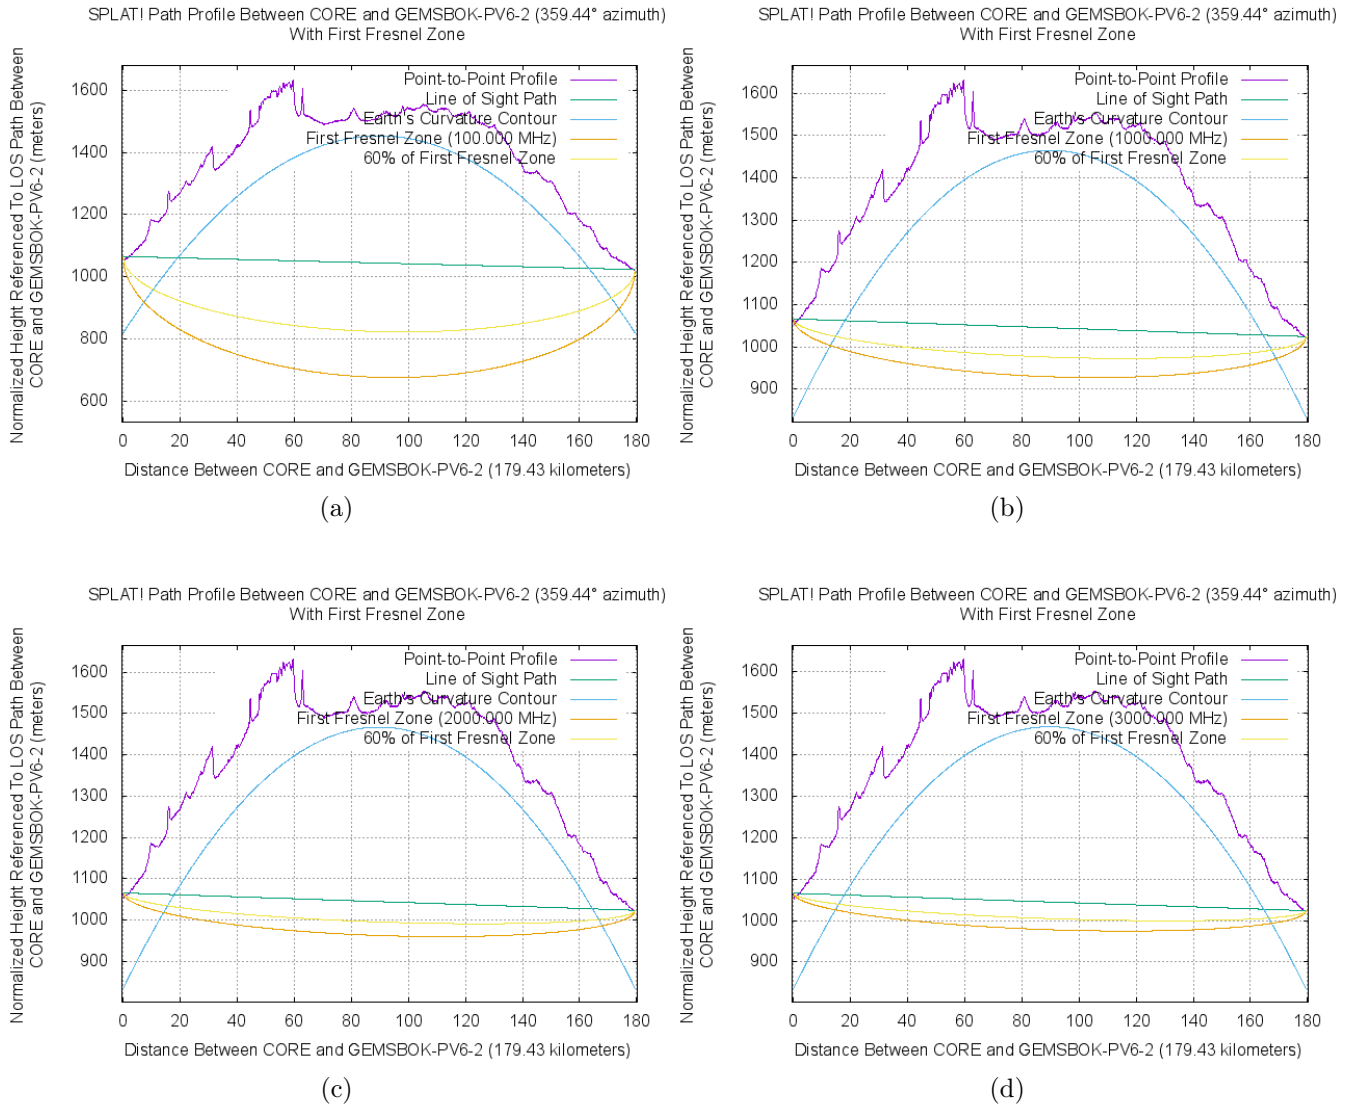 SPLAT! Path Profile Between CORE and GEMSBOK-PV6-2 (359.44° azimuth)
With First Fresnel Zone
Normalized Height Referenced To LOS Path Between
CORE and GEMSBOK-PV6-2 (meters)
Point-to-Point Profile
Line of Sight Path
Earth's Curvature Contour
First Fresnel Zone (100.000 MHz)
60% of First Fresnel Zone
1600
1400
1200
1000
800
600
0 20 40 60 80 100 120 140 160 180
Distance Between CORE and GEMSBOK-PV6-2 (179.43 kilometers)
(a)
SPLAT! Path Profile Between CORE and GEMSBOK-PV6-2 (359.44° azimuth)
With First Fresnel Zone
Normalized Height Referenced To LOS Path Between
CORE and GEMSBOK-PV6-2 (meters)
Point-to-Point Profile
Line of Sight Path
Earth's Curvature Contour
First Fresnel Zone (1000.000 MHz)
60% of First Fresnel Zone
1600
1500
1400
1300
1200
1100
1000
900
0 20 40 60 80 100 120 140 160 180
Distance Between CORE and GEMSBOK-PV6-2 (179.43 kilometers)
(b)
SPLAT! Path Profile Between CORE and GEMSBOK-PV6-2 (359.44° azimuth)
With First Fresnel Zone
Normalized Height Referenced To LOS Path Between
CORE and GEMSBOK-PV6-2 (meters)
Point-to-Point Profile
Line of Sight Path
Earth's Curvature Contour
First Fresnel Zone (2000.000 MHz)
60% of First Fresnel Zone
1600
1500
1400
1300
1200
1100
1000
900
0 20 40 60 80 100 120 140 160 180
Distance Between CORE and GEMSBOK-PV6-2 (179.43 kilometers)
(c)
SPLAT! Path Profile Between CORE and GEMSBOK-PV6-2 (359.44° azimuth)
With First Fresnel Zone
Normalized Height Referenced To LOS Path Between
CORE and GEMSBOK-PV6-2 (meters)
Point-to-Point Profile
Line of Sight Path
Earth's Curvature Contour
First Fresnel Zone (3000.000 MHz)
60% of First Fresnel Zone
1600
1500
1400
1300
1200
1100
1000
900
0 20 40 60 80 100 120 140 160 180
Distance Between CORE and GEMSBOK-PV6-2 (179.43 kilometers)
(d)